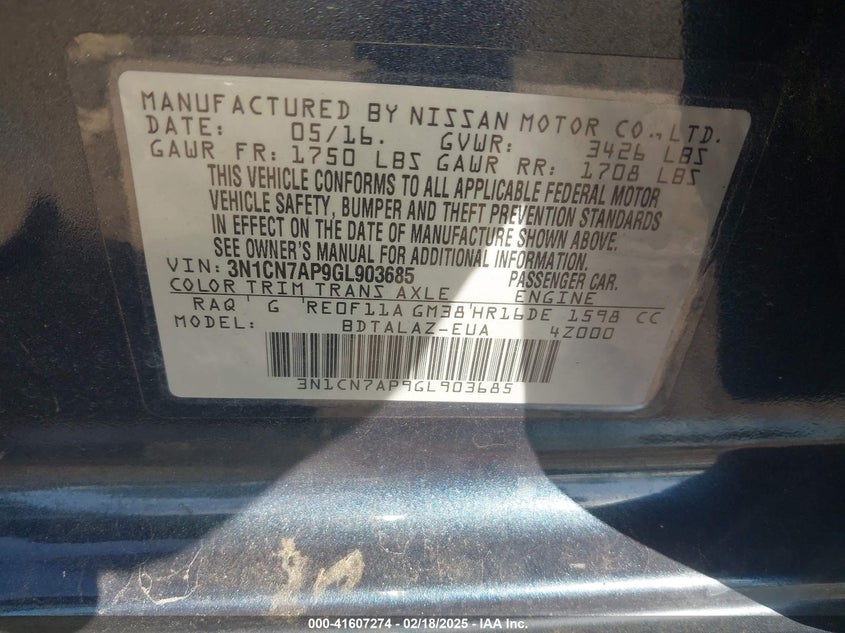 MANUFACTURED BY NISSAN MOTOR CO., LTD.
DATE: 05/16. GVWR: 3426 LBS
GAWR FR: 1750 LBS GAWR RR: 1708 LBS
THIS VEHICLE CONFORMS TO ALL APPLICABLE FEDERAL MOTOR
VEHICLE SAFETY, BUMPER AND THEFT PREVENTION STANDARDS
IN EFFECT ON THE DATE OF MANUFACTURE SHOWN ABOVE.
SEE OWNER'S MANUAL FOR ADDITIONAL INFORMATION.
VIN: 3N1CN7AP9GL903685 PASSENGER CAR.
COLOR TRIM TRANS AXLE ENGINE
RAQ ' G 'RE0F11A GM38'HR16DE 1598 CC
MODEL: BDTALAZ-EUA 4Z000
3N1CN7AP9GL903685
000-41607274 - 02/18/2025 - IAA Inc.